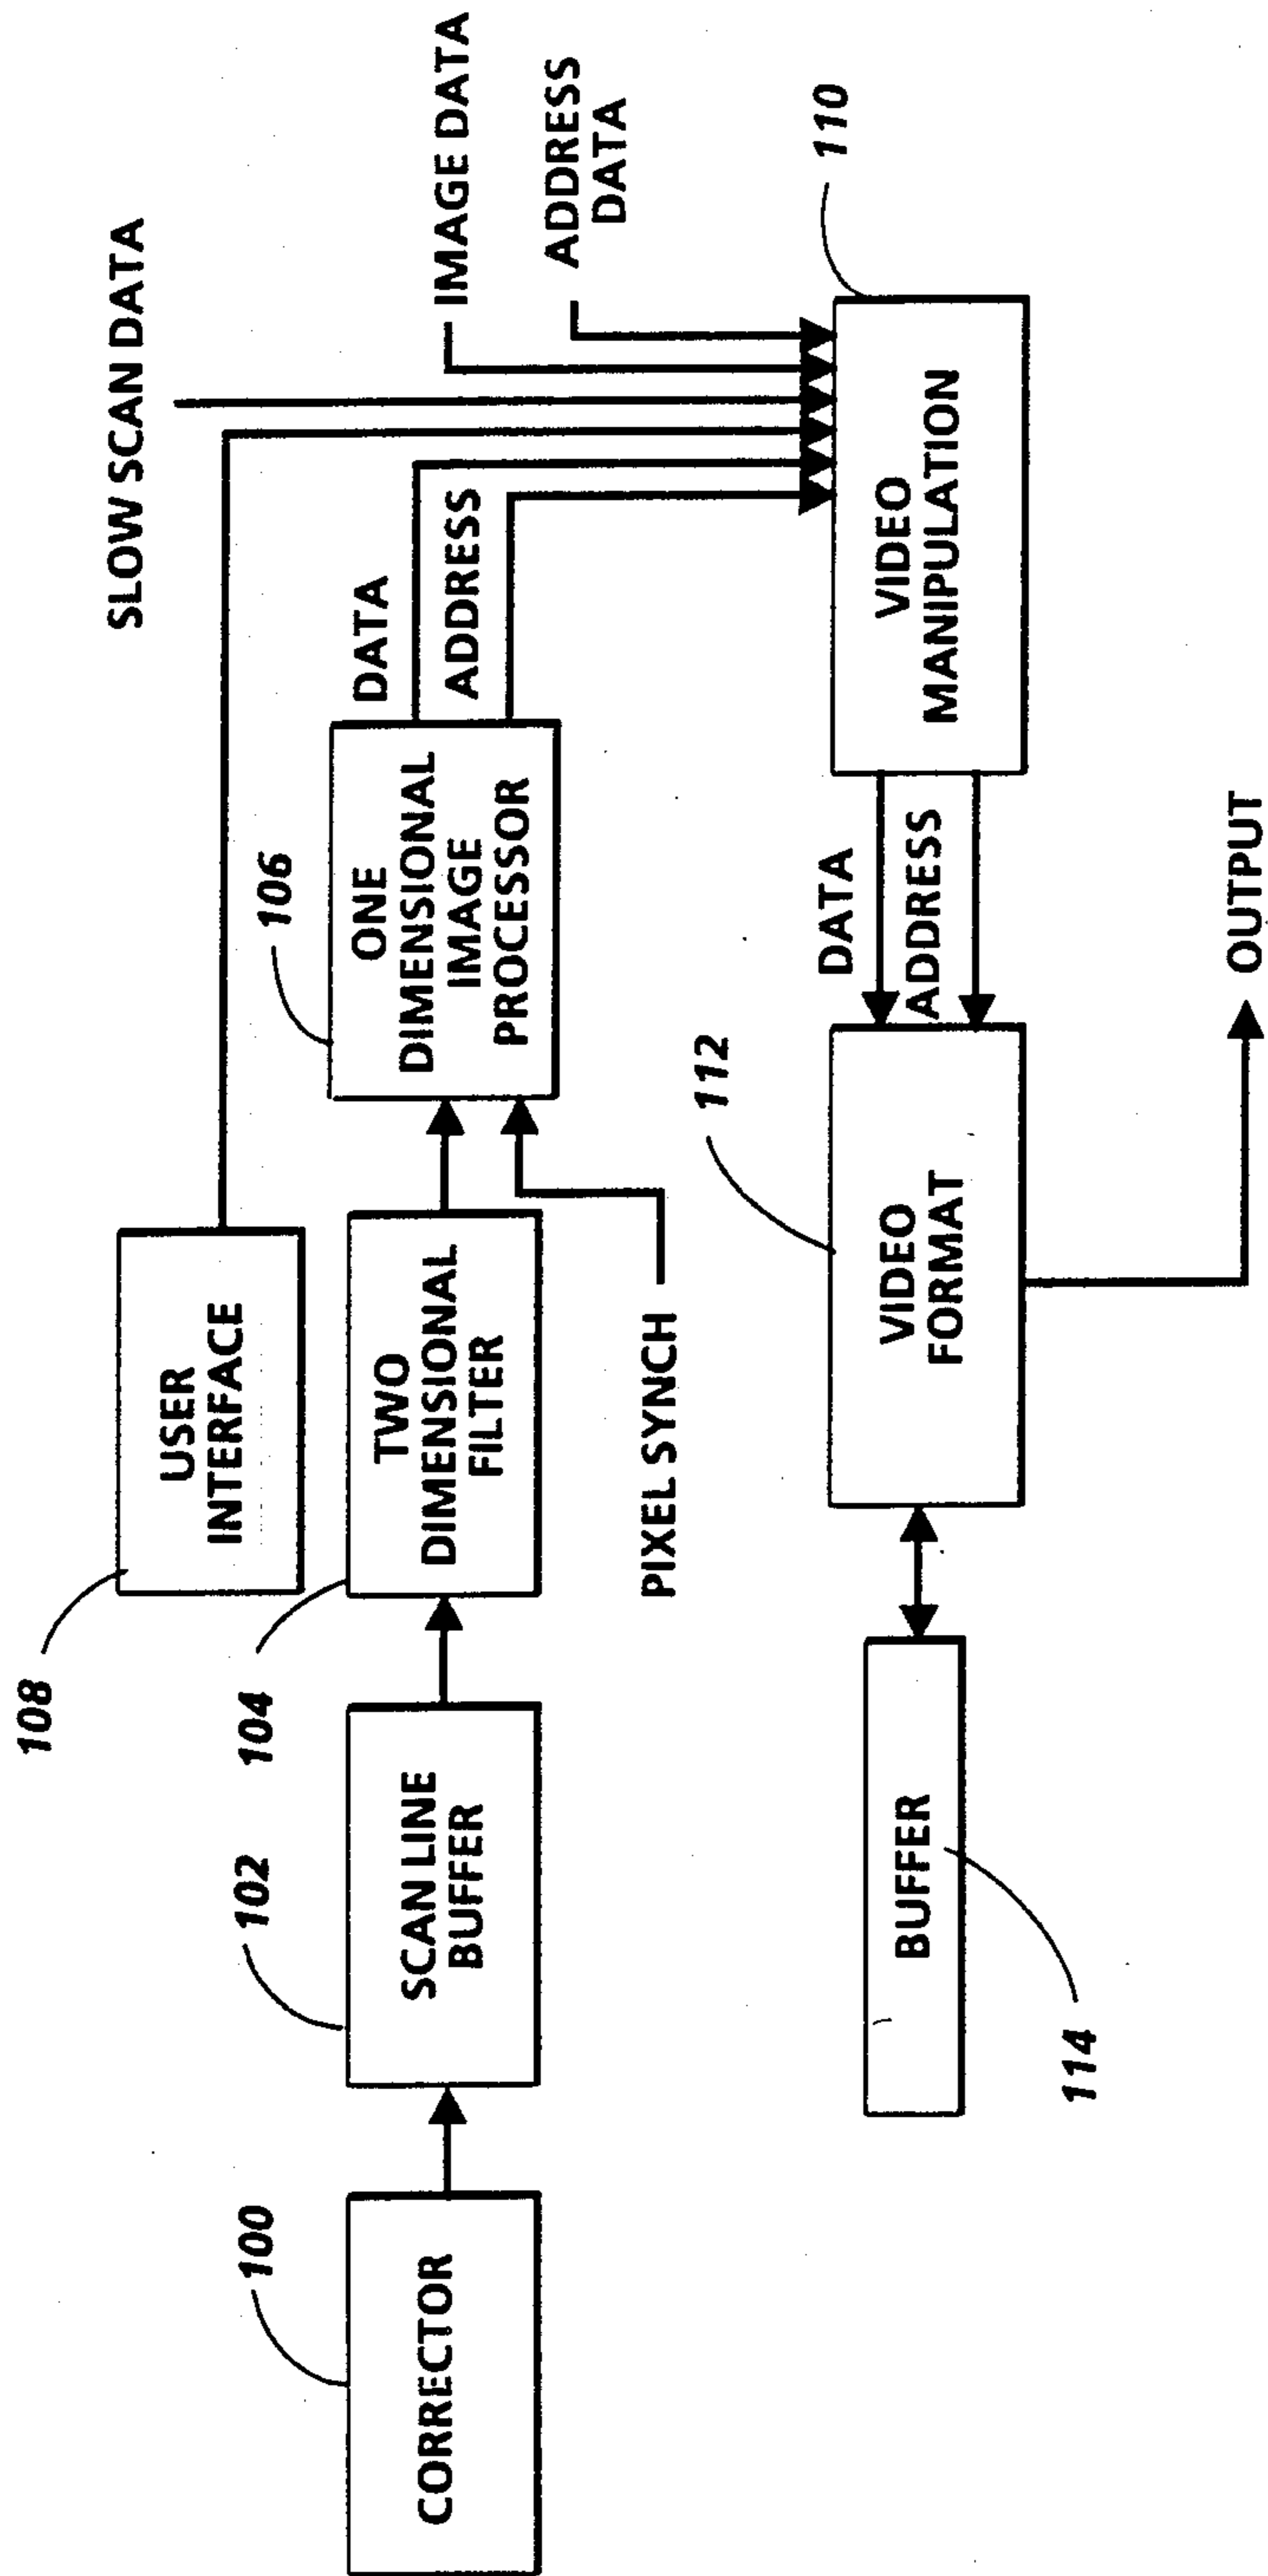 SLOW SCAN DATA
IMAGE DATA
ADDRESS
DATA
108
USER
INTERFACE
100
CORRECTOR
102
SCAN LINE
BUFFER
104
TWO
DIMENSIONAL
FILTER
106
ONE
DIMENSIONAL
IMAGE
PROCESSOR
DATA
ADDRESS
PIXEL SYNCH
110
VIDEO
MANIPULATION
DATA
ADDRESS
112
VIDEO
FORMAT
114
BUFFER
OUTPUT